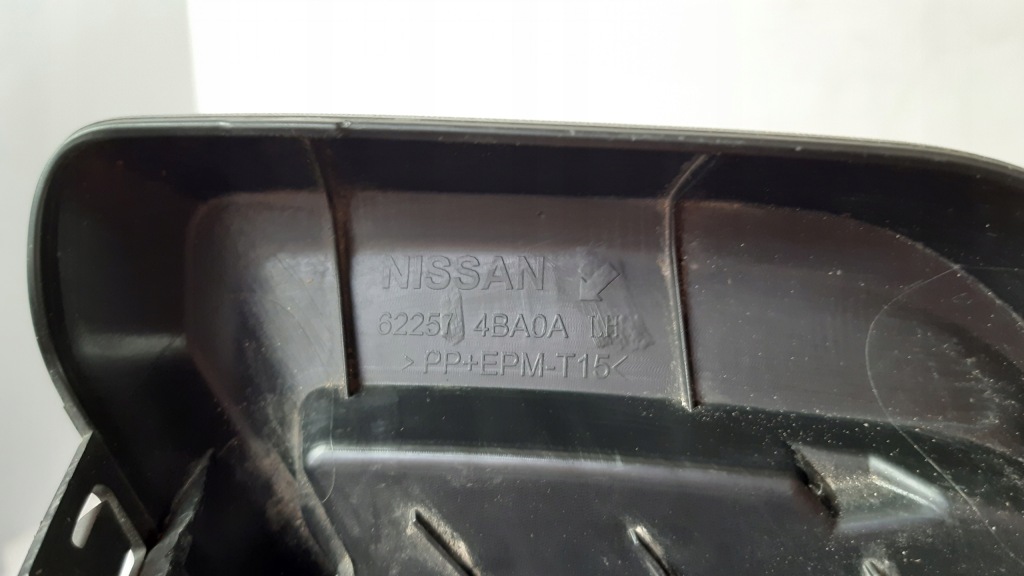 NISSAN
62257 4BA0A LH
>PP+EPM-T15<